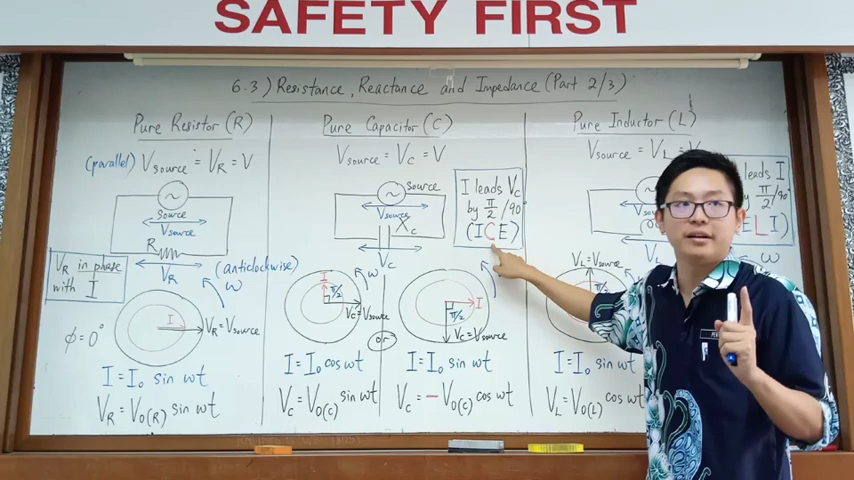 SAFETY FIRST
6.3) Resistance, Reactance and Impedance (Part 2/3)
Pure Resistor (R)
(parallel) Vsource = VR = V
source
Vsource
R
VR
VR in phase
with I
(anticlockwise)
ω
ϕ = 0°
I
VR = Vsource
I = I₀ sin ωt
VR = V₀(R) sin ωt
Pure Capacitor (C)
Vsource = VC = V
source
Vsource
XC
VC
I leads VC
by π/2 /90
(ICE)
I
π/2
ω
VC = Vsource
or
I
π/2
VC = Vsource
I = I₀ cos ωt
VC = V₀(C) sin ωt
I = I₀ sin ωt
VC = − V₀(C) cos ωt
Pure Inductor (L)
Vsource = VL =
leads I
π/2 /90
ELI)
VL = Vsource
ω
I = I₀ sin ωt
VL = V₀(L) cos ωt